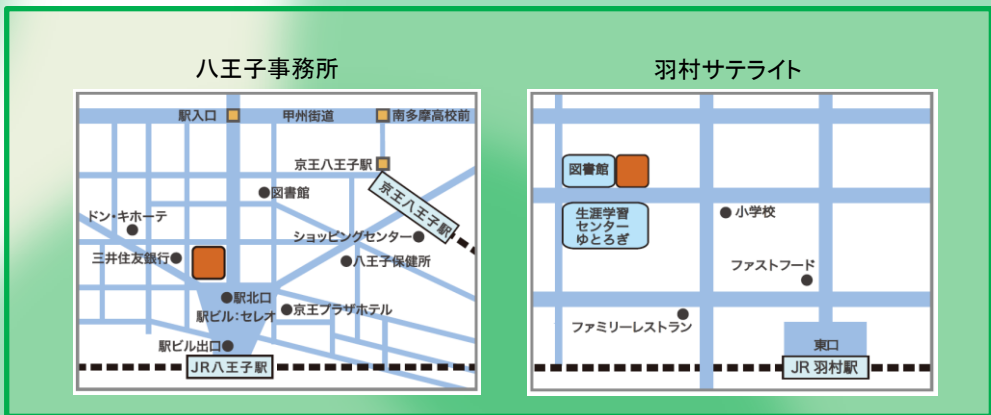 八王子事務所
駅入口
甲州街道
南多摩高校前
京王八王子駅
京王八王子駅
図書館
ドン・キホーテ
ショッピングセンター
三井住友銀行
八王子保健所
駅北口
駅ビル:セレオ
京王プラザホテル
駅ビル出口
JR八王子駅
羽村サテライト
図書館
生涯学習
センター
ゆとろぎ
小学校
ファストフード
ファミリーレストラン
東口
JR 羽村駅